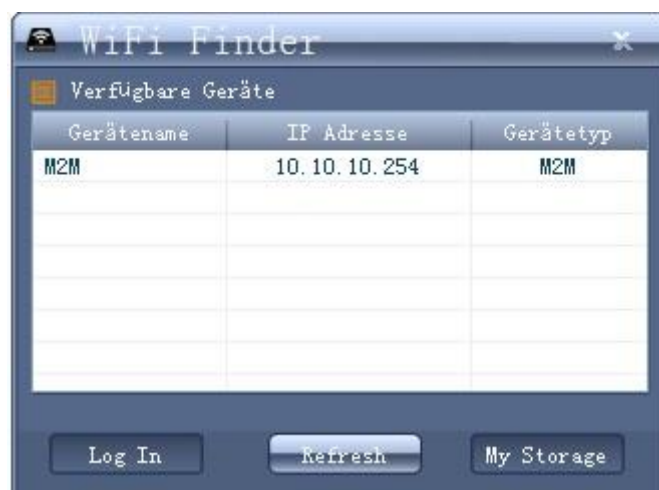 WiFi Finder
Verfügbare Geräte
Gerätename IP Adresse Gerätetyp
M2M 10.10.10.254 M2M
Log In Refresh My Storage